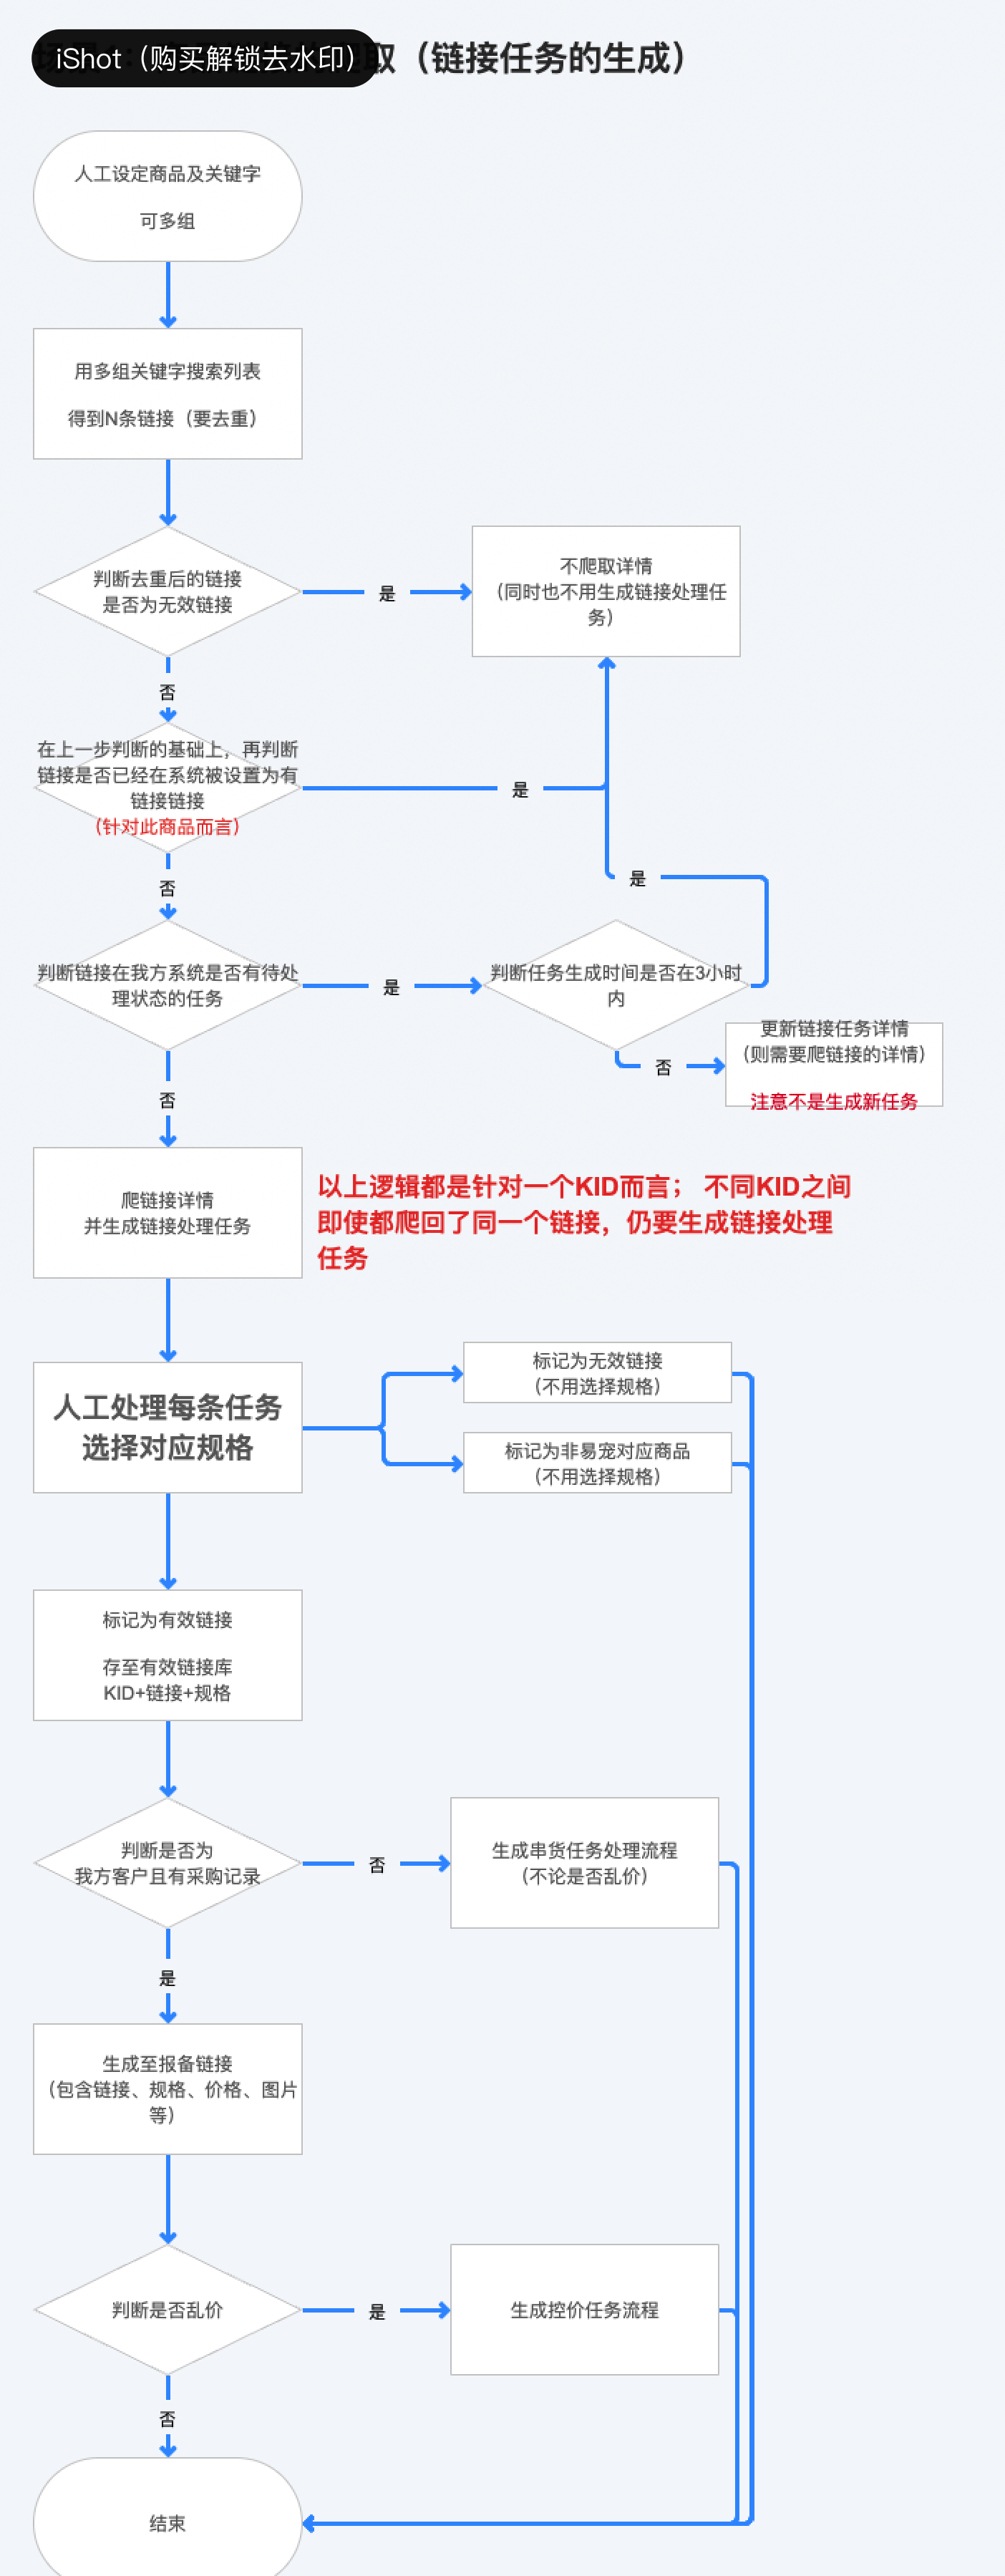 iShot（购买解锁去水印）取（链接任务的生成）
人工设定商品及关键字
可多组
用多组关键字搜索列表
得到N条链接（要去重）
判断去重后的链接
是否为无效链接
是
不爬取详情
（同时也不用生成链接处理任
务）
否
在上一步判断的基础上，再判断
链接是否已经在系统被设置为有
链接链接
（针对此商品而言）
是
是
否
判断链接在我方系统是否有待处
理状态的任务
是
判断任务生成时间是否在3小时
内
否
更新链接任务详情
（则需要爬链接的详情）
注意不是生成新任务
否
爬链接详情
并生成链接处理任务
以上逻辑都是针对一个KID而言； 不同KID之间
即使都爬回了同一个链接，仍要生成链接处理
任务
人工处理每条任务
选择对应规格
标记为无效链接
（不用选择规格）
标记为非易宠对应商品
（不用选择规格）
标记为有效链接
存至有效链接库
KID+链接+规格
判断是否为
我方客户且有采购记录
否
生成串货任务处理流程
（不论是否乱价）
是
生成至报备链接
（包含链接、规格、价格、图片
等）
判断是否乱价
是
生成控价任务流程
否
结束